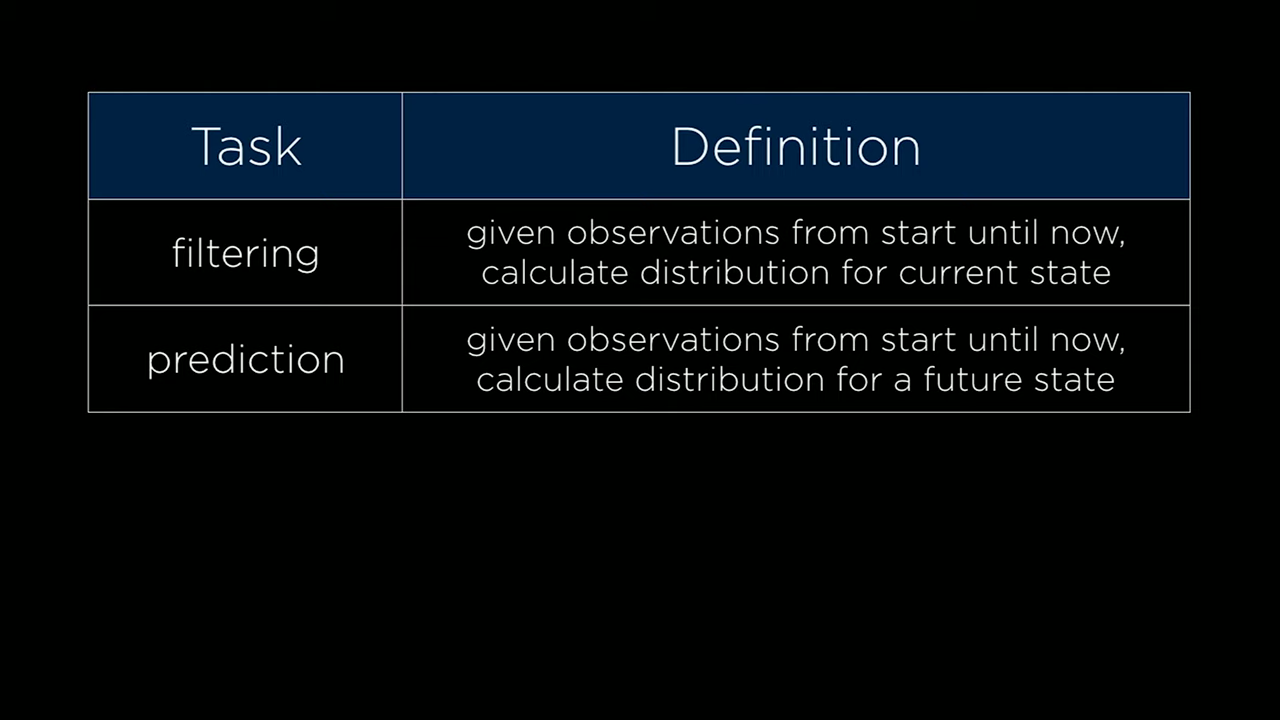 Task
Definition
filtering
given observations from start until now,
calculate distribution for current state
prediction
given observations from start until now,
calculate distribution for a future state